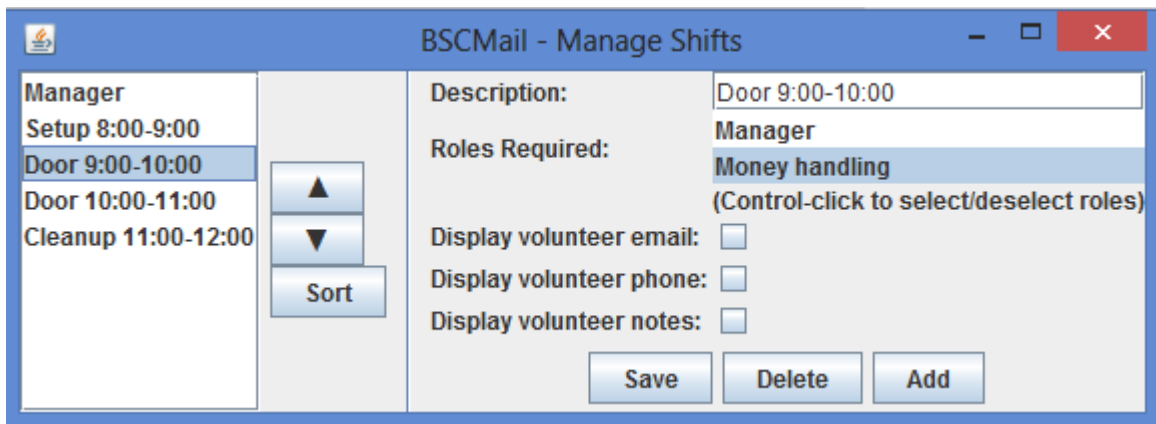 BSCMail - Manage Shifts
Manager
Setup 8:00-9:00
Door 9:00-10:00
Door 10:00-11:00
Cleanup 11:00-12:00
▲
▼
Sort
Description: Door 9:00-10:00
Roles Required:
Manager
Money handling
(Control-click to select/deselect roles)
Display volunteer email:
Display volunteer phone:
Display volunteer notes:
Save Delete Add